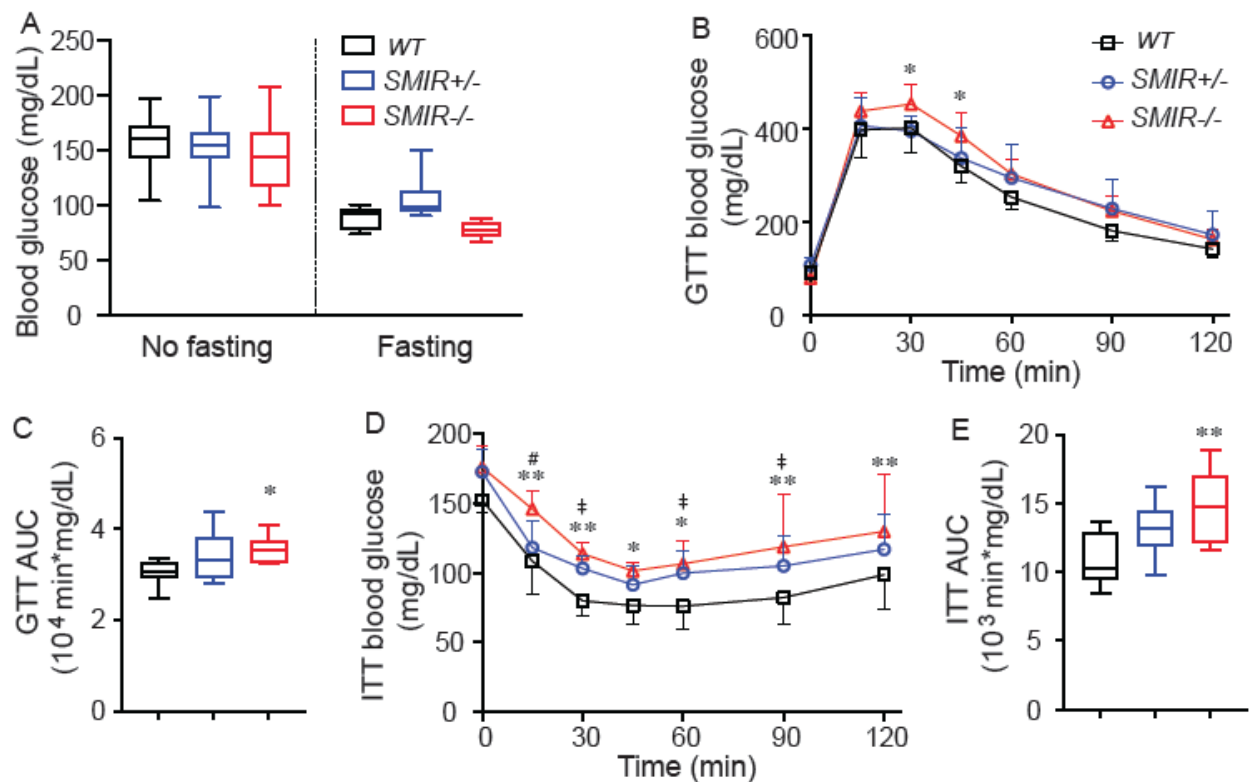 A
Blood glucose (mg/dL)
250
200
150
100
50
0
No fasting
Fasting
WT
SMIR+/-
SMIR-/-
B
GTT blood glucose
(mg/dL)
600
400
200
0
* *
0 30 60 90 120
Time (min)
WT
SMIR+/-
SMIR-/-
C
GTT AUC
(10⁴ min*mg/dL)
6
4
2
0
*
D
ITT blood glucose
(mg/dL)
200
150
100
50
0
# ‡ ‡ ‡
** ** * * ** **
0 30 60 90 120
Time (min)
E
ITT AUC
(10³ min*mg/dL)
20
15
10
5
0
**